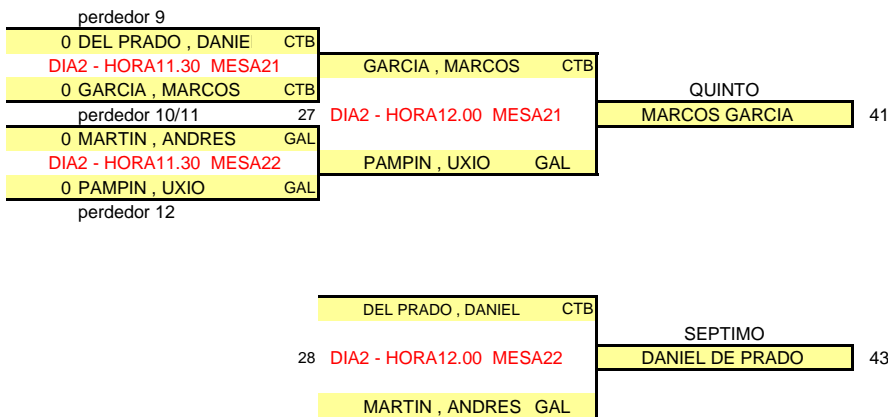 perdedor 9
0 DEL PRADO , DANIE CTB
DIA2 - HORA11.30 MESA21
0 GARCIA , MARCOS CTB
perdedor 10/11
0 MARTIN , ANDRES GAL
DIA2 - HORA11.30 MESA22
0 PAMPIN , UXIO GAL
perdedor 12
GARCIA , MARCOS CTB
27 DIA2 - HORA12.00 MESA21
PAMPIN , UXIO GAL
QUINTO
MARCOS GARCIA 41
DEL PRADO , DANIEL CTB
28 DIA2 - HORA12.00 MESA22
MARTIN , ANDRES GAL
SEPTIMO
DANIEL DE PRADO 43